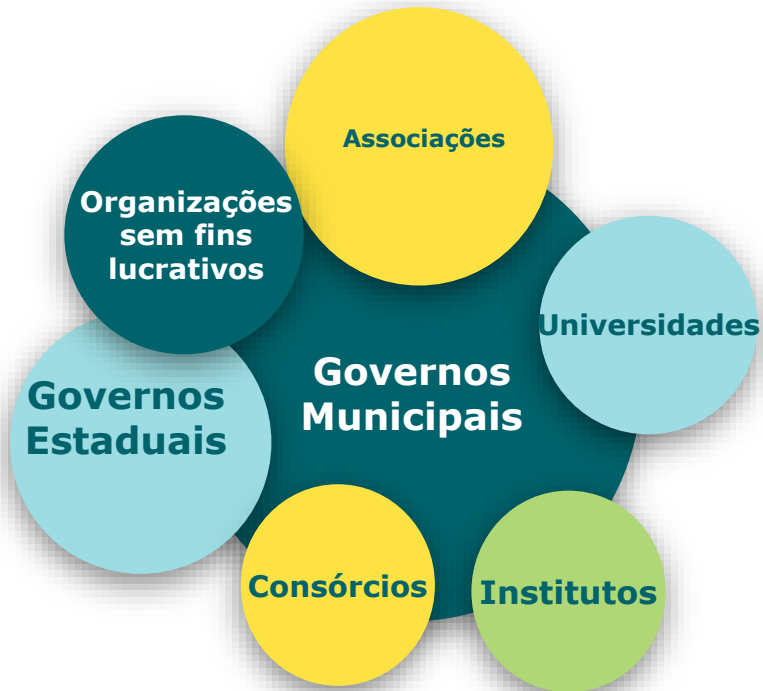 Associações
Organizações
sem fins
lucrativos
Universidades
Governos
Municipais
Governos
Estaduais
Consórcios
Institutos